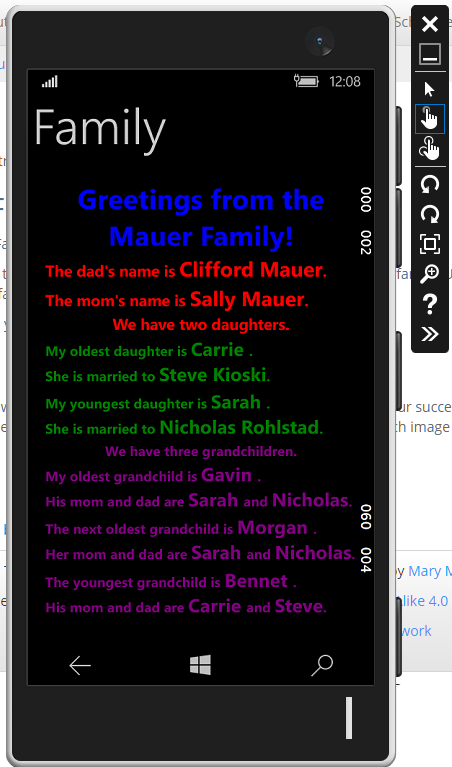 12:08
Family
Greetings from the
Mauer Family!
The dad's name is Clifford Mauer.
The mom's name is Sally Mauer.
We have two daughters.
My oldest daughter is Carrie .
She is married to Steve Kioski.
My youngest daughter is Sarah .
She is married to Nicholas Rohlstad.
We have three grandchildren.
My oldest grandchild is Gavin .
His mom and dad are Sarah and Nicholas.
The next oldest grandchild is Morgan .
Her mom and dad are Sarah and Nicholas.
The youngest grandchild is Bennet .
His mom and dad are Carrie and Steve.
000
002
060
004
?
ur succe
ch image
by Mary M
like 4.0
work